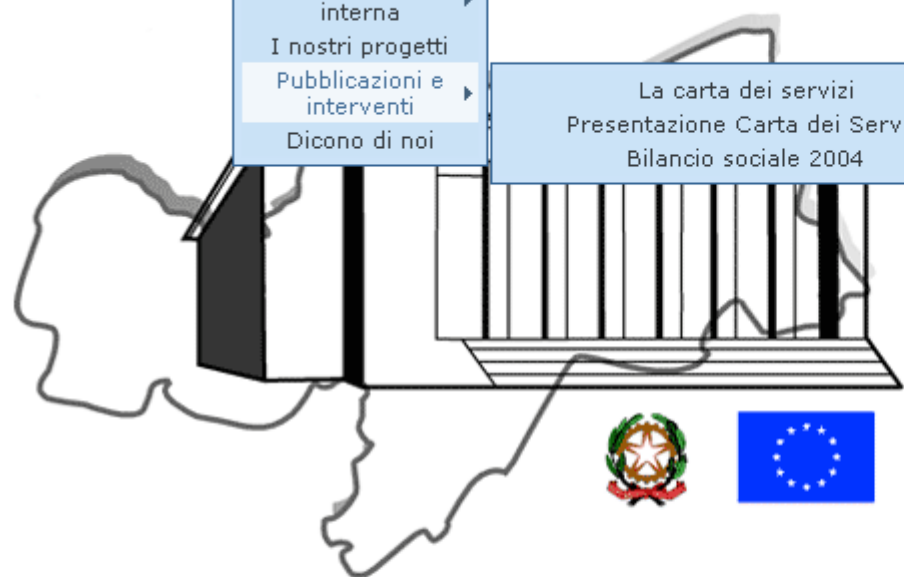 interna
I nostri progetti
Pubblicazioni e
interventi
Dicono di noi
La carta dei servizi
Presentazione Carta dei Serv
Bilancio sociale 2004